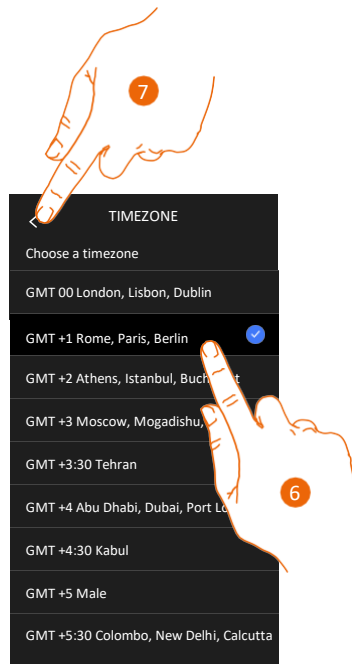 7
TIMEZONE
Choose a timezone
GMT 00 London, Lisbon, Dublin
GMT +1 Rome, Paris, Berlin
GMT +2 Athens, Istanbul,
GMT +3 Moscow, Mogadishu,
GMT +3:30 Tehran
6
GMT +4 Abu Dhabi, Dubai, Port
GMT +4:30 Kabul
GMT +5 Male
GMT +5:30 Colombo, New Delhi, Calcutta